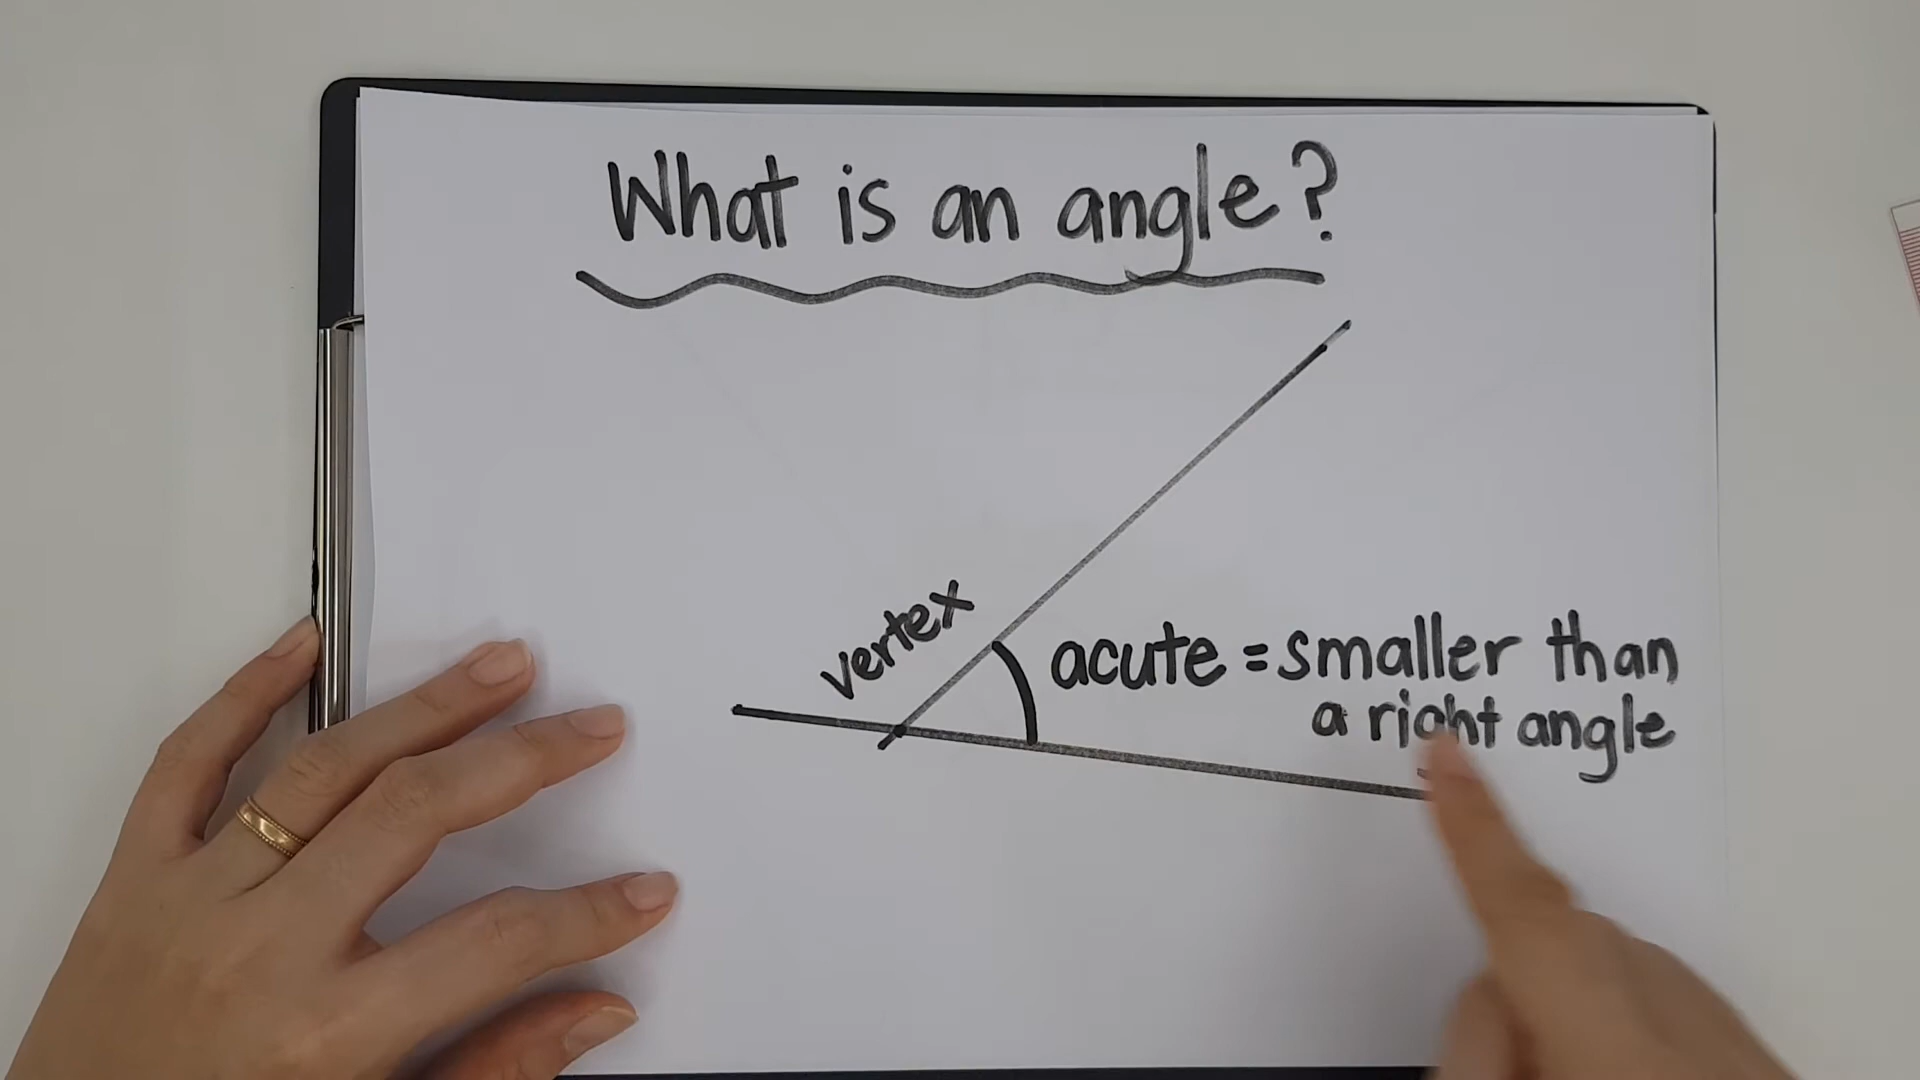 What is an angle?
vertex
acute = smaller than
a right angle